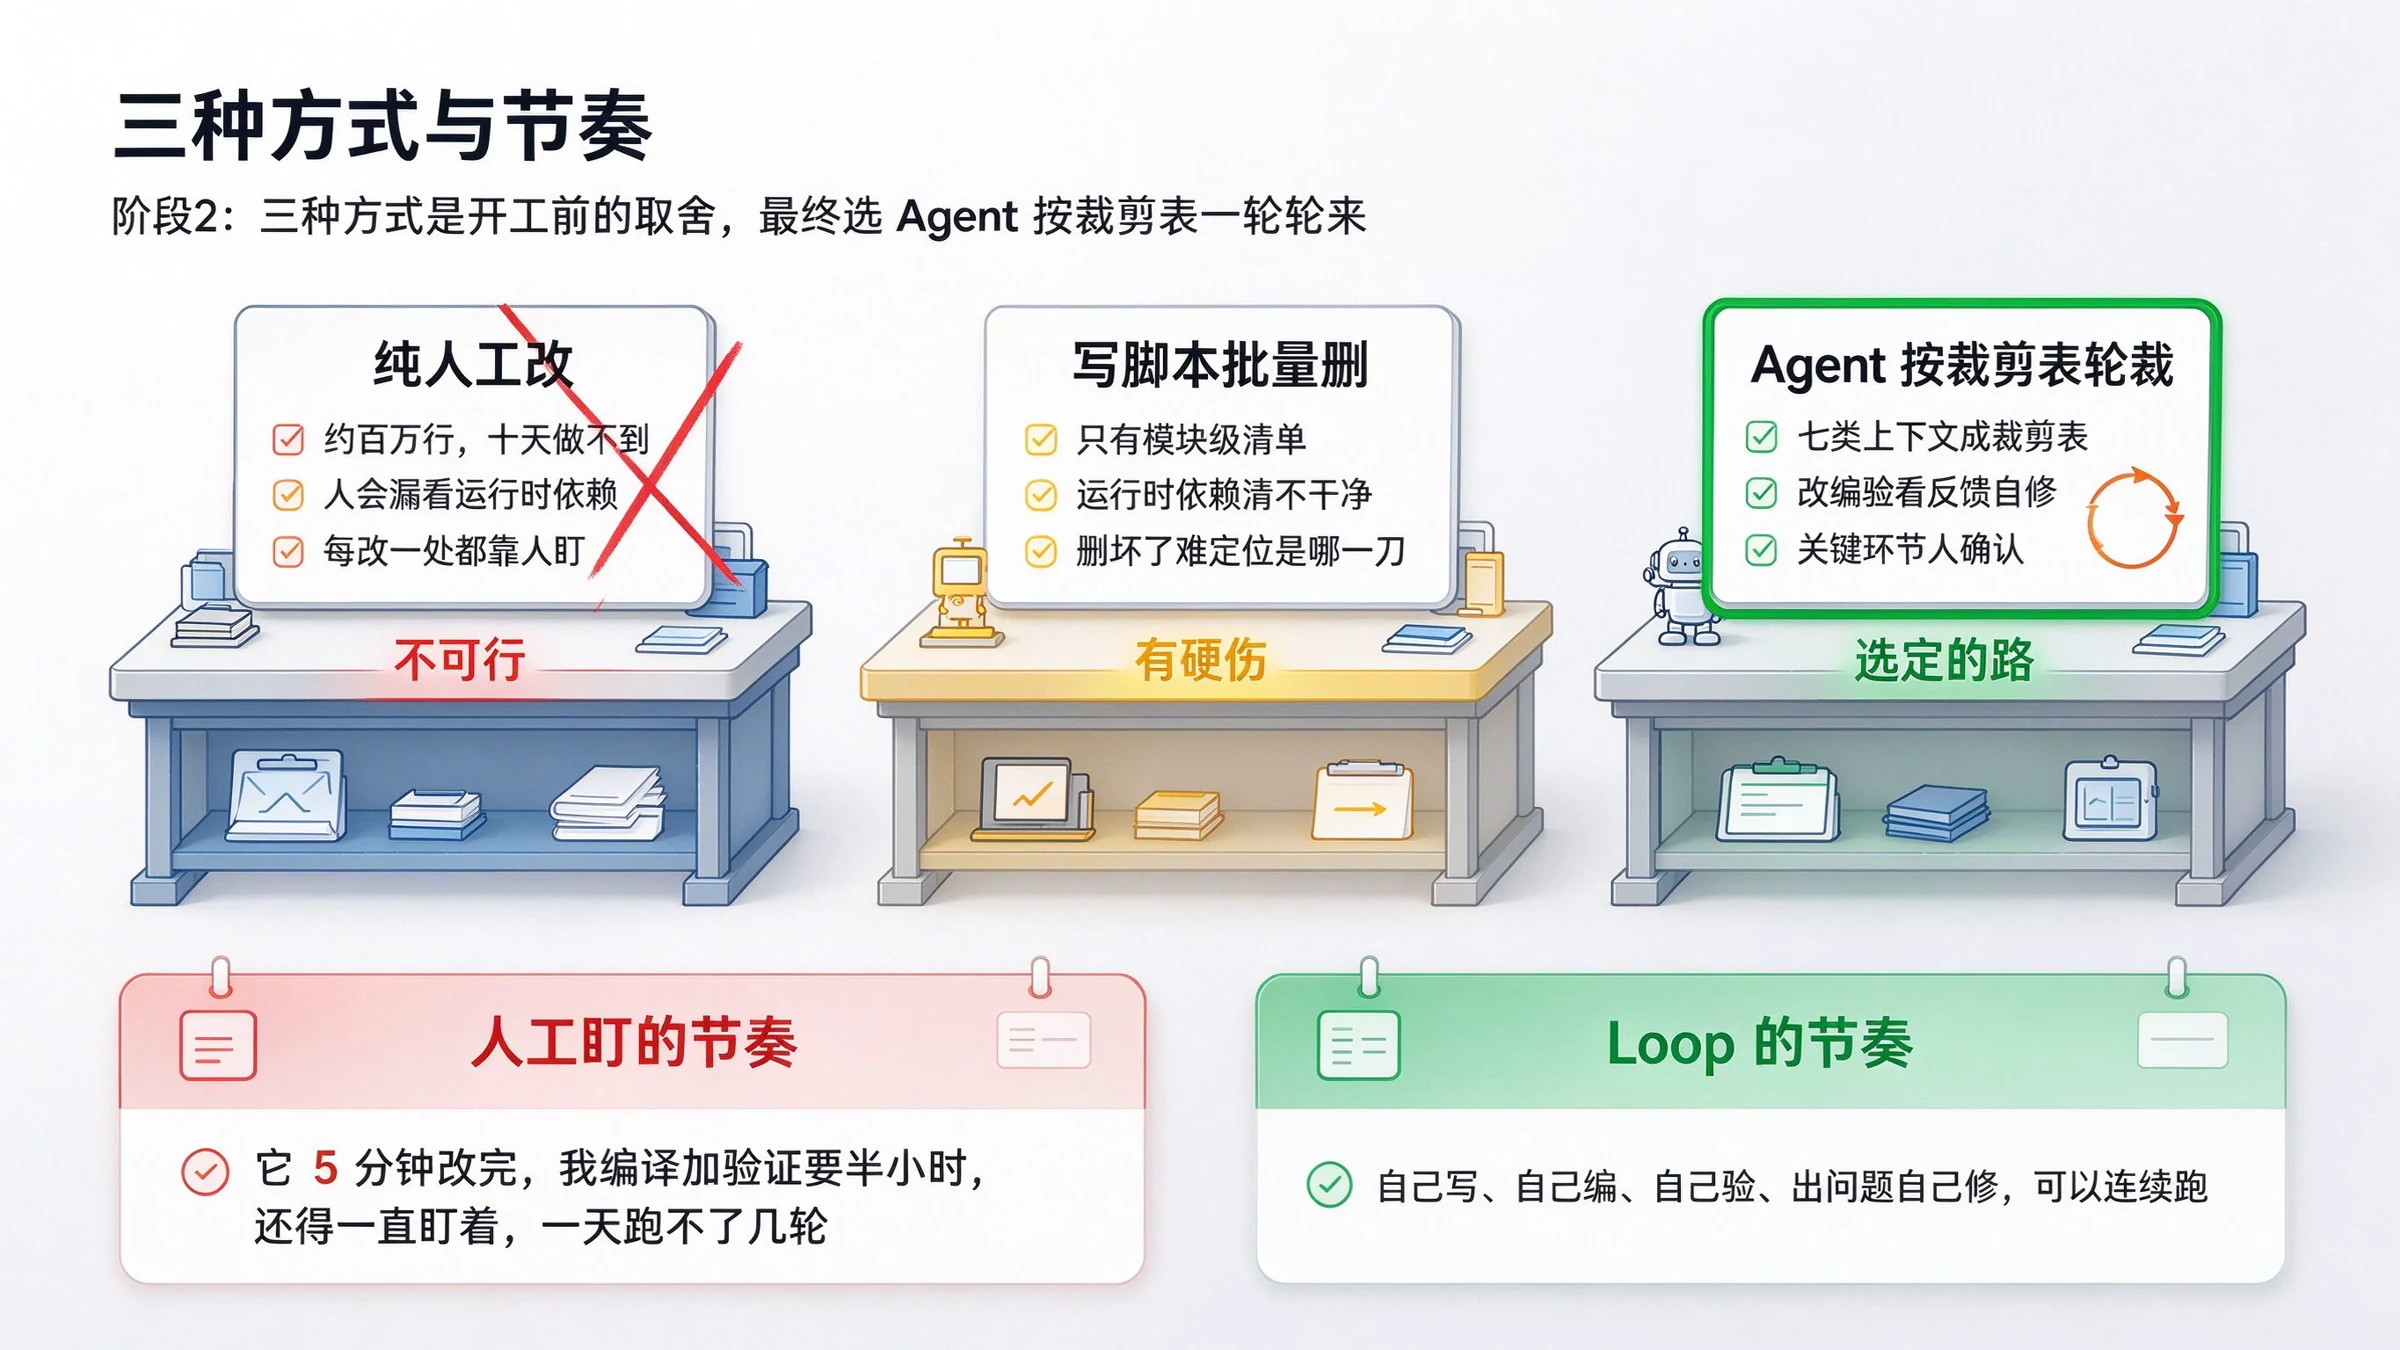 三种方式与节奏
阶段2：三种方式是开工前的取舍，最终选 Agent 按裁剪表一轮轮来
纯人工改
约百万行，十天做不到
人会漏看运行时依赖
每改一处都靠人盯
不可行
写脚本批量删
只有模块级清单
运行时依赖清不干净
删坏了难定位是哪一刀
有硬伤
Agent 按裁剪表轮裁
七类上下文成裁剪表
改编验看反馈自修
关键环节人确认
选定的路
人工盯的节奏
它 5 分钟改完，我编译加验证要半小时，
还得一直盯着，一天跑不了几轮
Loop 的节奏
自己写、自己编、自己验、出问题自己修，可以连续跑